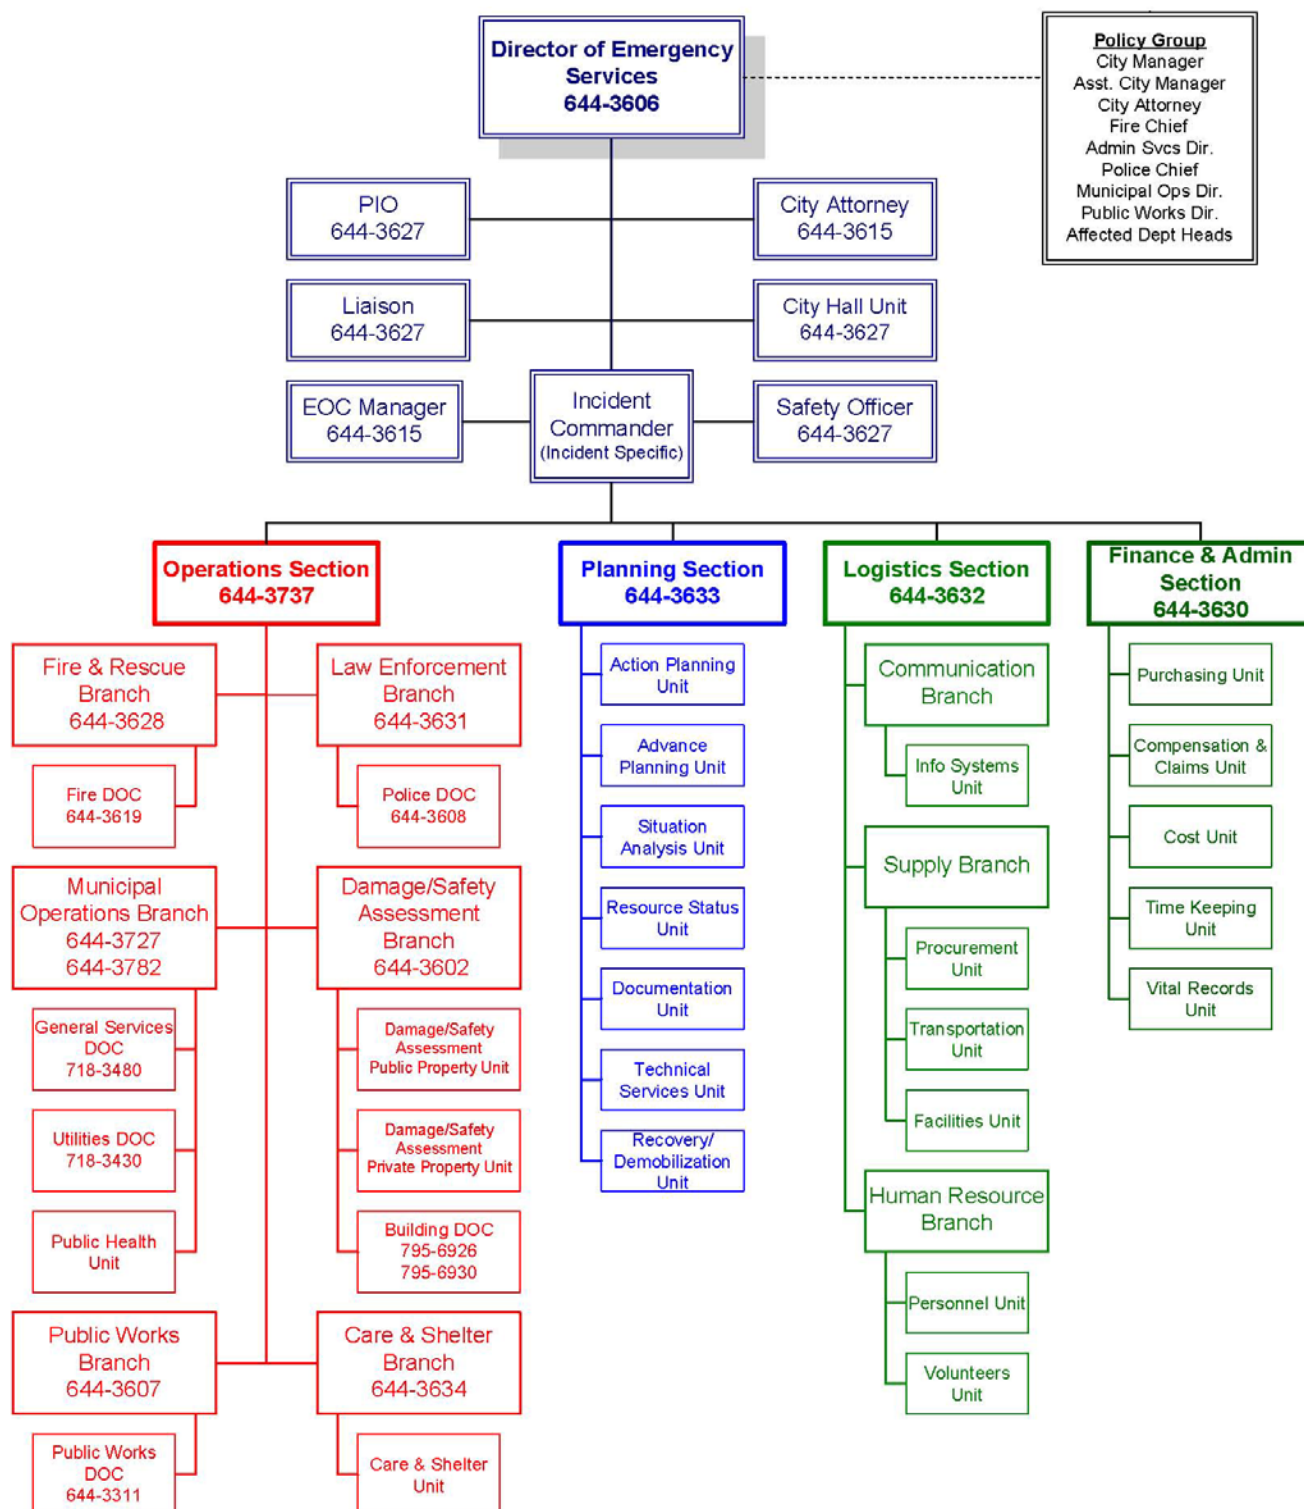 Director of Emergency
Services
644-3606
Policy Group
City Manager
Asst. City Manager
City Attorney
Fire Chief
Admin Svcs Dir.
Police Chief
Municipal Ops Dir.
Public Works Dir.
Affected Dept Heads
PIO
644-3627
City Attorney
644-3615
Liaison
644-3627
City Hall Unit
644-3627
EOC Manager
644-3615
Incident
Commander
(Incident Specific)
Safety Officer
644-3627
Operations Section
644-3737
Fire & Rescue
Branch
644-3628
Law Enforcement
Branch
644-3631
Fire DOC
644-3619
Police DOC
644-3608
Municipal
Operations Branch
644-3727
644-3782
Damage/Safety
Assessment
Branch
644-3602
General Services
DOC
718-3480
Damage/Safety
Assessment
Public Property Unit
Utilities DOC
718-3430
Damage/Safety
Assessment
Private Property Unit
Public Health
Unit
Building DOC
795-6926
795-6930
Public Works
Branch
644-3607
Care & Shelter
Branch
644-3634
Public Works
DOC
644-3311
Care & Shelter
Unit
Planning Section
644-3633
Action Planning
Unit
Advance
Planning Unit
Situation
Analysis Unit
Resource Status
Unit
Documentation
Unit
Technical
Services Unit
Recovery/
Demobilization
Unit
Logistics Section
644-3632
Communication
Branch
Info Systems
Unit
Supply Branch
Procurement
Unit
Transportation
Unit
Facilities Unit
Human Resource
Branch
Personnel Unit
Volunteers
Unit
Finance & Admin
Section
644-3630
Purchasing Unit
Compensation &
Claims Unit
Cost Unit
Time Keeping
Unit
Vital Records
Unit